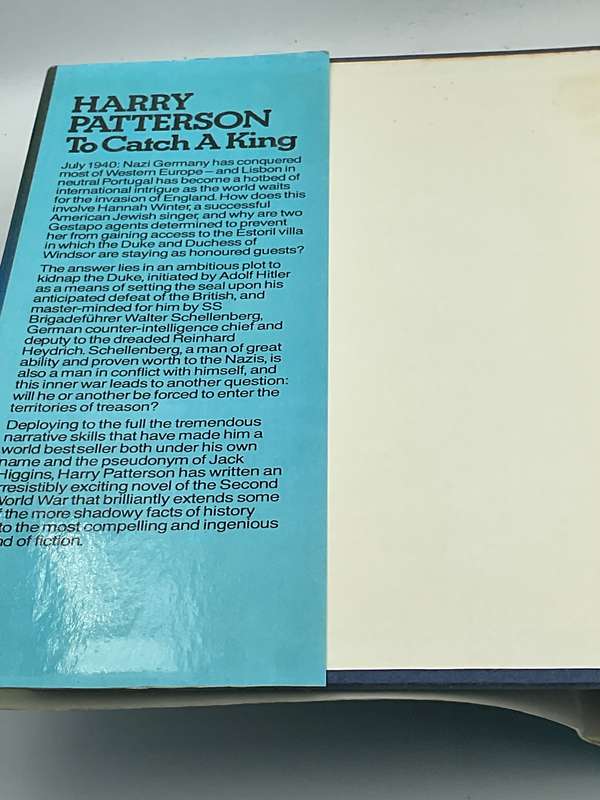 HARRY
PATTERSON
To Catch A King
July 1940: Nazi Germany has conquered
most of Western Europe – and Lisbon in
neutral Portugal has become a hotbed of
international intrigue as the world waits
for the invasion of England. How does this
involve Hannah Winter, a successful
American Jewish singer, and why are two
Gestapo agents determined to prevent
her from gaining access to the Estoril villa
in which the Duke and Duchess of
Windsor are staying as honoured guests?
The answer lies in an ambitious plot to
kidnap the Duke, initiated by Adolf Hitler
as a means of setting the seal upon his
anticipated defeat of the British, and
master-minded for him by SS
Brigadeführer Walter Schellenberg,
German counter-intelligence chief and
deputy to the dreaded Reinhard
Heydrich. Schellenberg, a man of great
ability and proven worth to the Nazis, is
also a man in conflict with himself, and
this inner war leads to another question:
will he or another be forced to enter the
territories of treason?
Deploying to the full the tremendous
narrative skills that have made him a
world bestseller both under his own
name and the pseudonym of Jack
Higgins, Harry Patterson has written an
rresistibly exciting novel of the Second
World War that brilliantly extends some
f the more shadowy facts of history
to the most compelling and ingenious
nd of fiction.